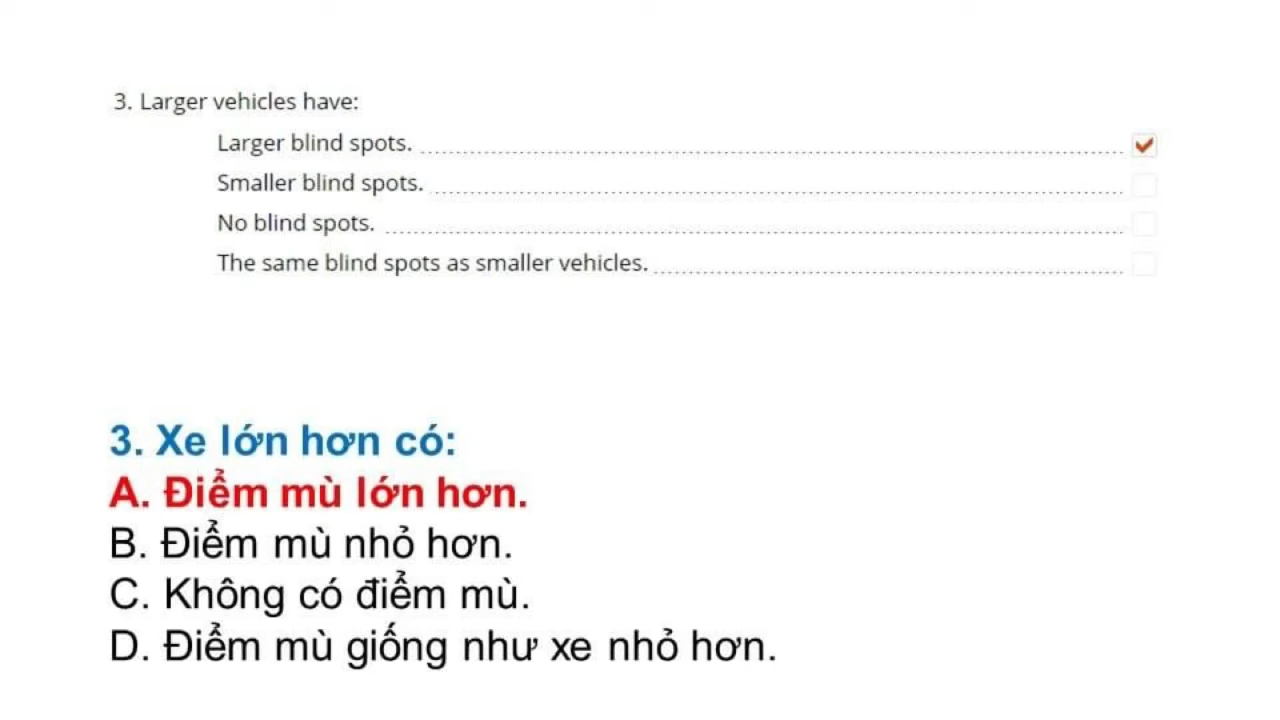 3. Larger vehicles have:
Larger blind spots.
Smaller blind spots.
No blind spots.
The same blind spots as smaller vehicles.
3. Xe lớn hơn có:
A. Điểm mù lớn hơn.
B. Điểm mù nhỏ hơn.
C. Không có điểm mù.
D. Điểm mù giống như xe nhỏ hơn.